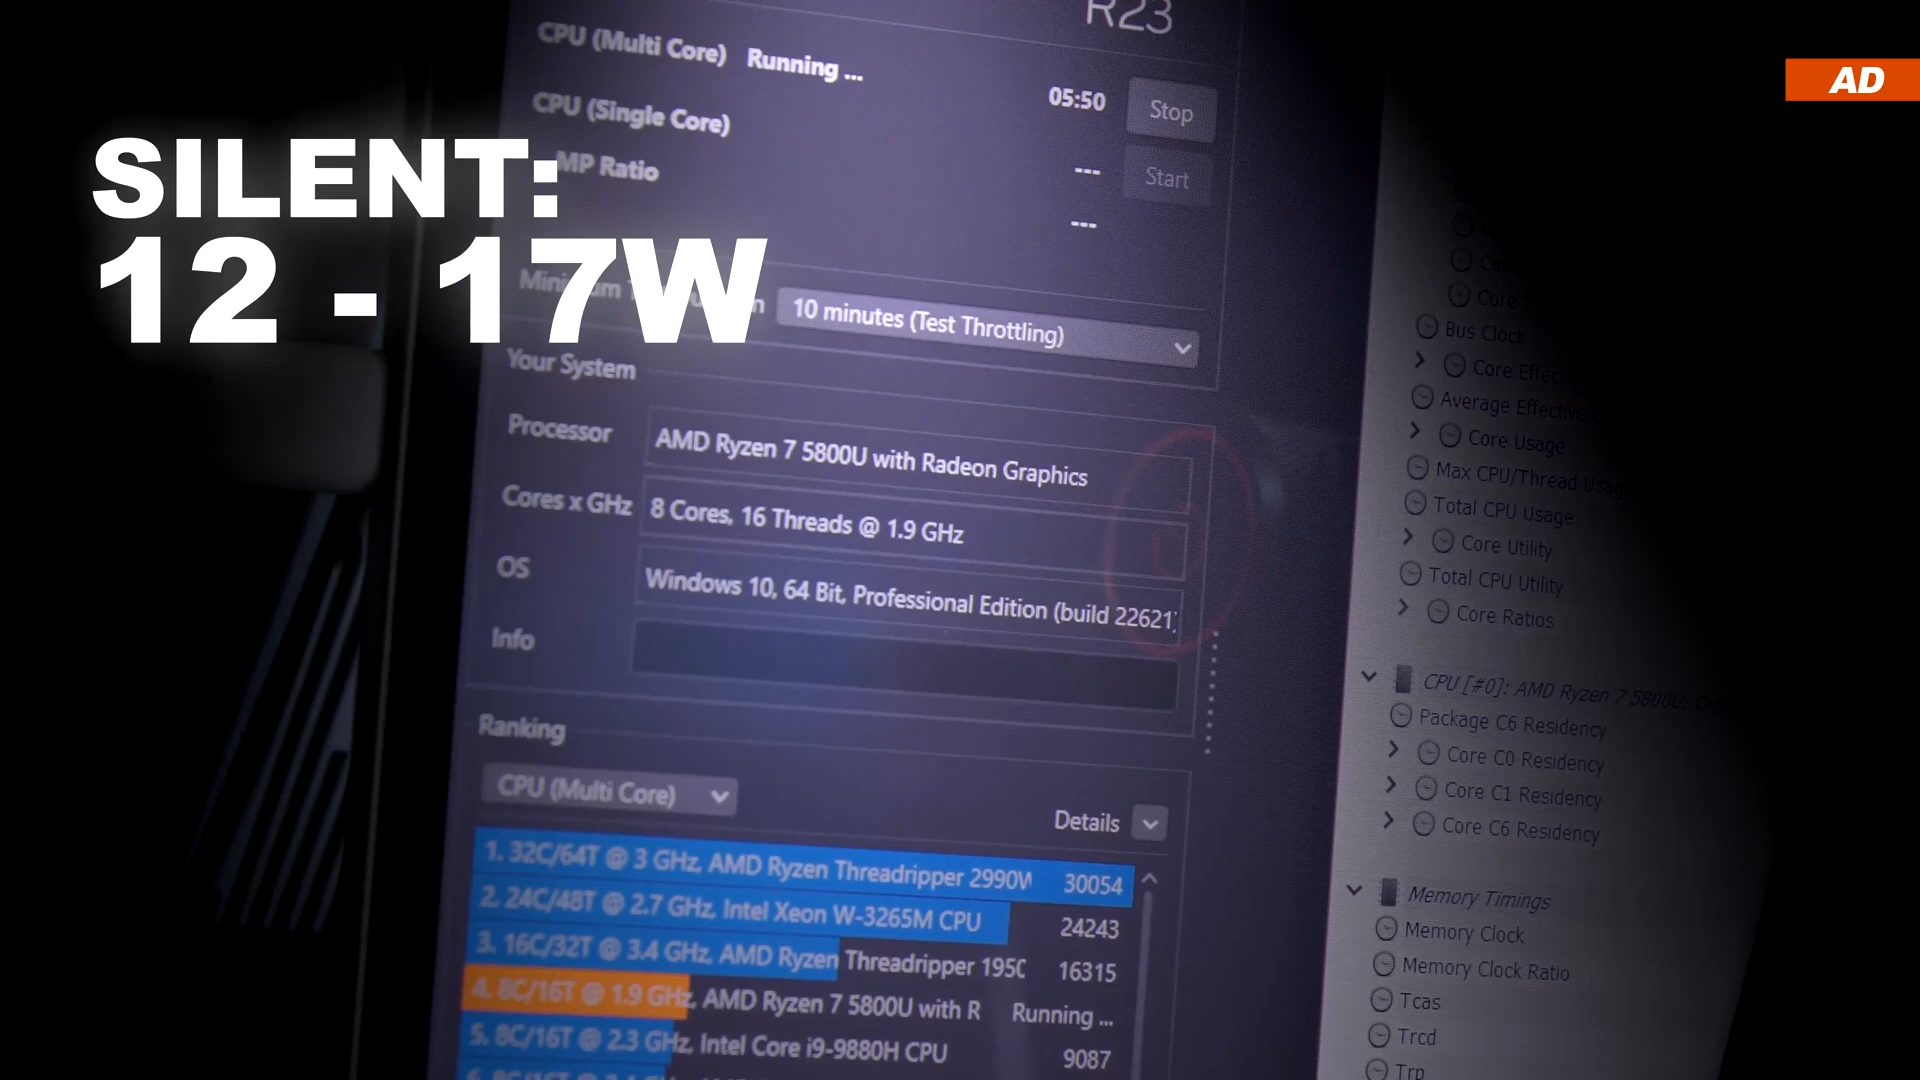 R23
AD
CPU (Multi Core) Running ...
05:50 Stop
CPU (Single Core)
--- Start
MP Ratio
---
SILENT:
12 - 17W
10 minutes (Test Throttling)
Your System
Processor AMD Ryzen 7 5800U with Radeon Graphics
Cores x GHz 8 Cores, 16 Threads @ 1.9 GHz
OS Windows 10, 64 Bit, Professional Edition (build 22621)
Info
Ranking
CPU (Multi Core)
Details
1. 32C/64T @ 3 GHz, AMD Ryzen Threadripper 2990W 30054
2. 24C/48T @ 2.7 GHz, Intel Xeon W-3265M CPU 24243
3. 16C/32T @ 3.4 GHz, AMD Ryzen Threadripper 1950 16315
4. 8C/16T @ 1.9 GHz, AMD Ryzen 7 5800U with R Running ...
5. 8C/16T @ 2.3 GHz, Intel Core i9-9880H CPU 9087
Core
Bus Clock
Core Effec
Average Effective
Core Usage
Max CPU/Thread Usag
Total CPU Usage
Core Utility
Total CPU Utility
Core Ratios
CPU [#0]: AMD Ryzen 7 5800U: C-
Package C6 Residency
Core C0 Residency
Core C1 Residency
Core C6 Residency
Memory Timings
Memory Clock
Memory Clock Ratio
Tcas
Trcd
Trp